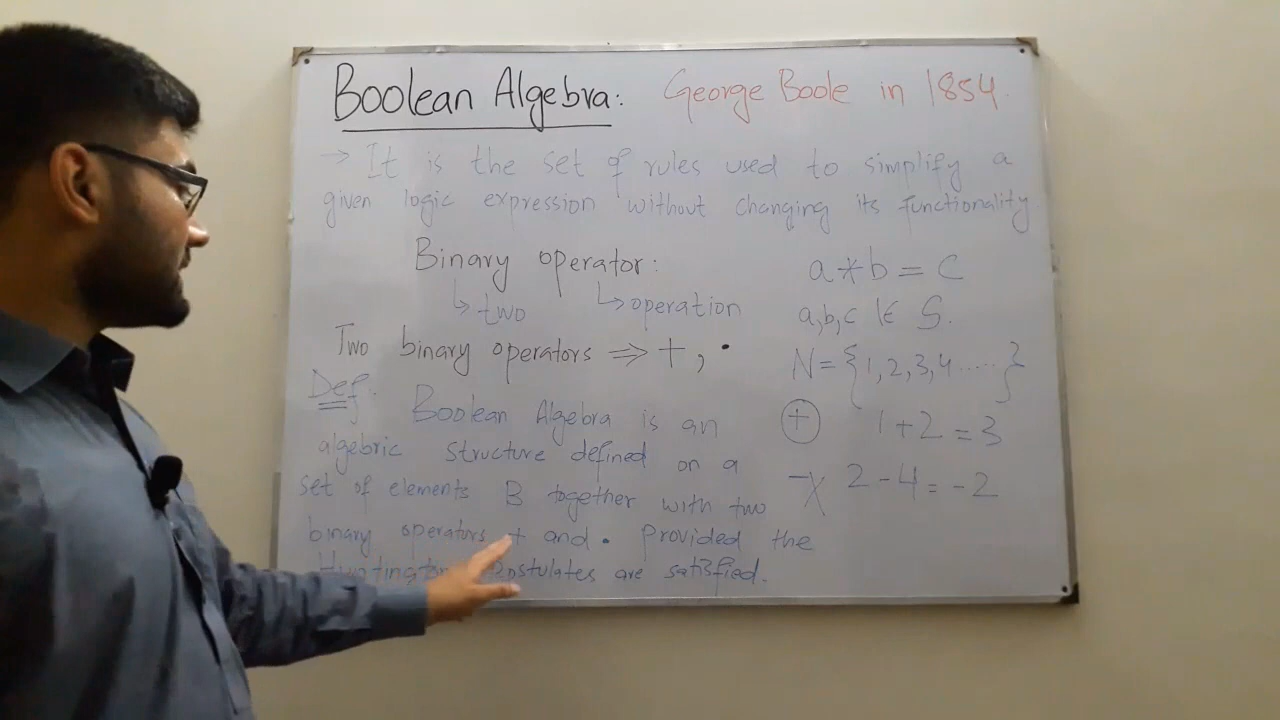 Boolean Algebra: George Boole in 1854.
→ It is the set of rules used to simplify a
given logic expression without changing its functionality.
Binary operator:
↳ two ↳ operation
Two binary operators ⇒ +, •
a * b = c
a,b,c ∈ S.
N = {1,2,3,4.....}
+ 1+2 = 3
-X 2-4 = -2
Def:
Boolean Algebra is an
algebric structure defined on a
set of elements B together with two
binary operators + and • Provided the
Huntington Postulates are satisfied.